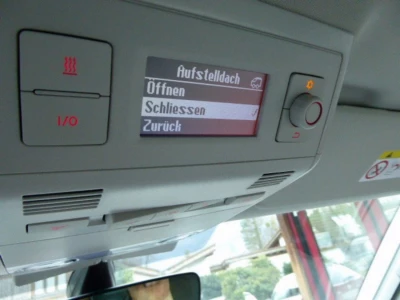 Aufstelldach
Öffnen
Schliessen
Zurück
I/O